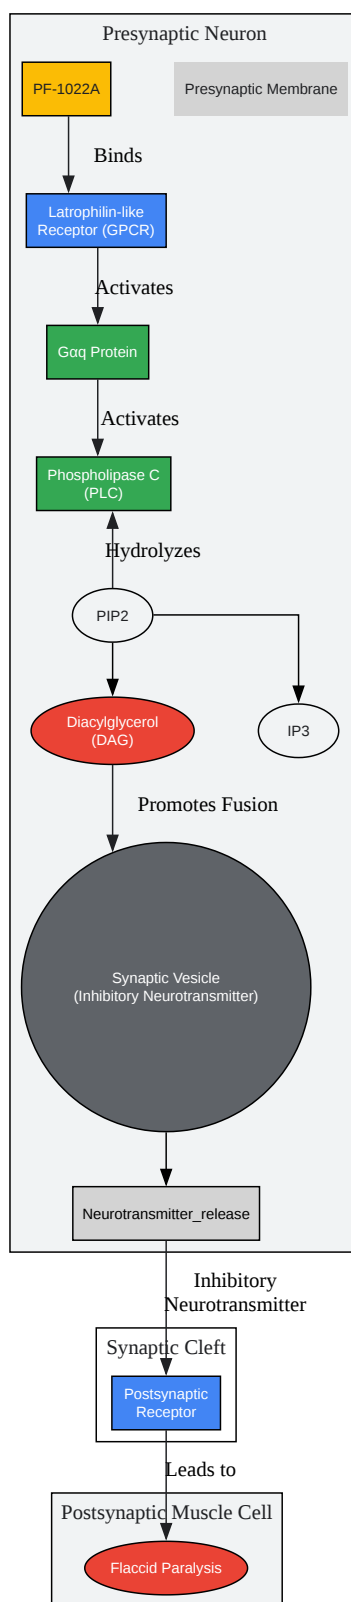 Presynaptic Neuron
PF-1022A
Presynaptic Membrane
Binds
Latrophilin-like
Receptor (GPCR)
Activates
Gαq Protein
Activates
Phospholipase C
(PLC)
Hydrolyzes
PIP2
Diacylglycerol
(DAG)
IP3
Promotes Fusion
Synaptic Vesicle
(Inhibitory Neurotransmitter)
Neurotransmitter_release
Inhibitory
Neurotransmitter
Synaptic Cleft
Postsynaptic
Receptor
Leads to
Postsynaptic Muscle Cell
Flaccid Paralysis